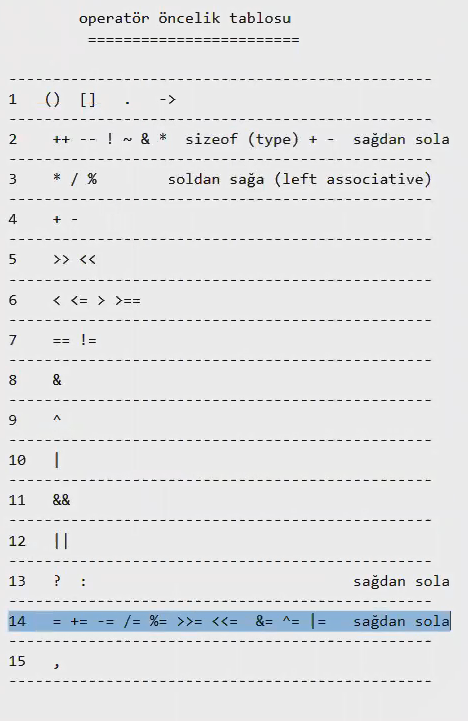 operatör öncelik tablosu
========================
------------------------------------------------
1 () [] . ->
------------------------------------------------
2 ++ -- ! ~ & * sizeof (type) + - sağdan sola
------------------------------------------------
3 * / % soldan sağa (left associative)
------------------------------------------------
4 + -
------------------------------------------------
5 >> <<
------------------------------------------------
6 < <= > >==
------------------------------------------------
7 == !=
------------------------------------------------
8 &
------------------------------------------------
9 ^
------------------------------------------------
10 |
------------------------------------------------
11 &&
------------------------------------------------
12 ||
------------------------------------------------
13 ? : sağdan sola
------------------------------------------------
14 = += -= /= %= >>= <<= &= ^= |= sağdan sola
------------------------------------------------
15 ,
------------------------------------------------